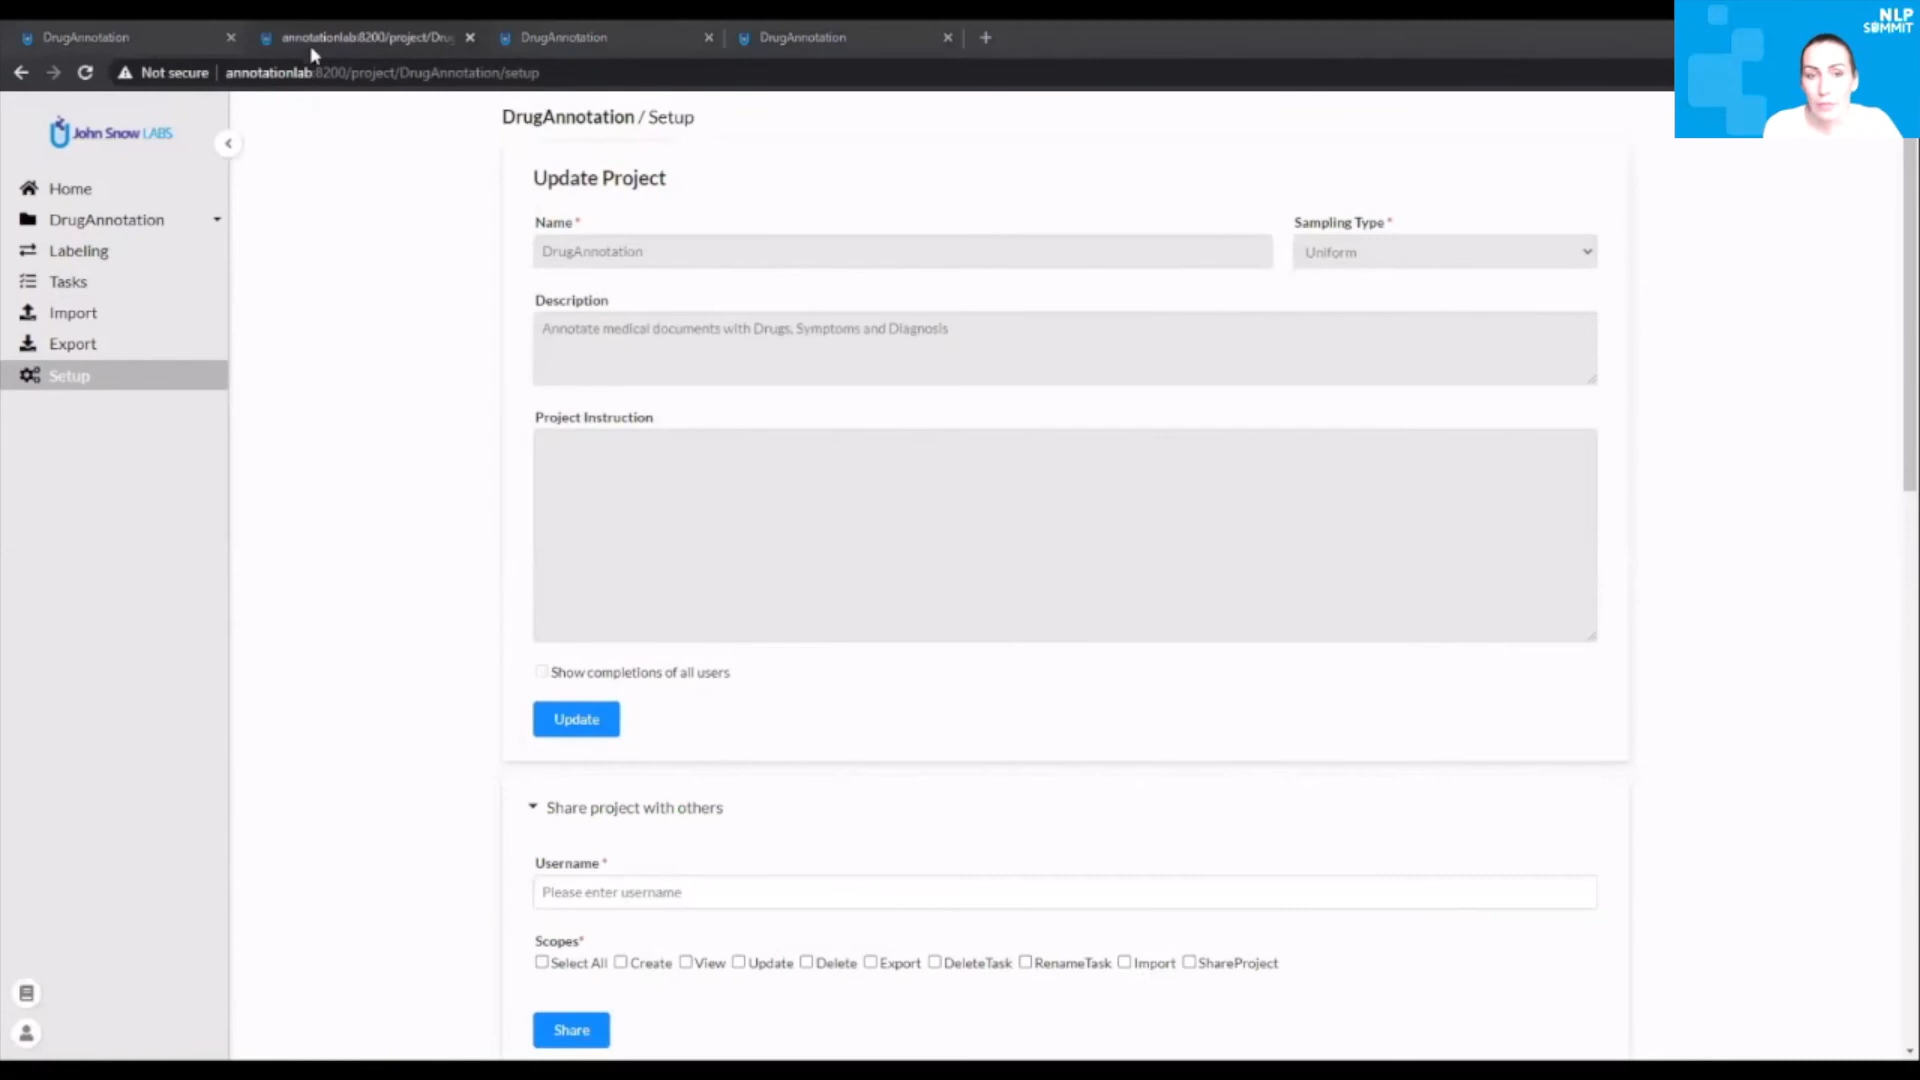 DrugAnnotation
annotationlab:8200/project/Dru
DrugAnnotation
DrugAnnotation
Not secure
annotationlab:8200/project/DrugAnnotation/setup
NLP
SUMMIT
John Snow LABS
Home
DrugAnnotation
Labeling
Tasks
Import
Export
Setup
DrugAnnotation / Setup
Update Project
Name * Sampling Type *
DrugAnnotation Uniform
Description
Annotate medical documents with Drugs, Symptoms and Diagnosis
Project Instruction
Show completions of all users
Update
Share project with others
Username *
Please enter username
Scopes*
Select All Create View Update Delete Export DeleteTask RenameTask Import ShareProject
Share